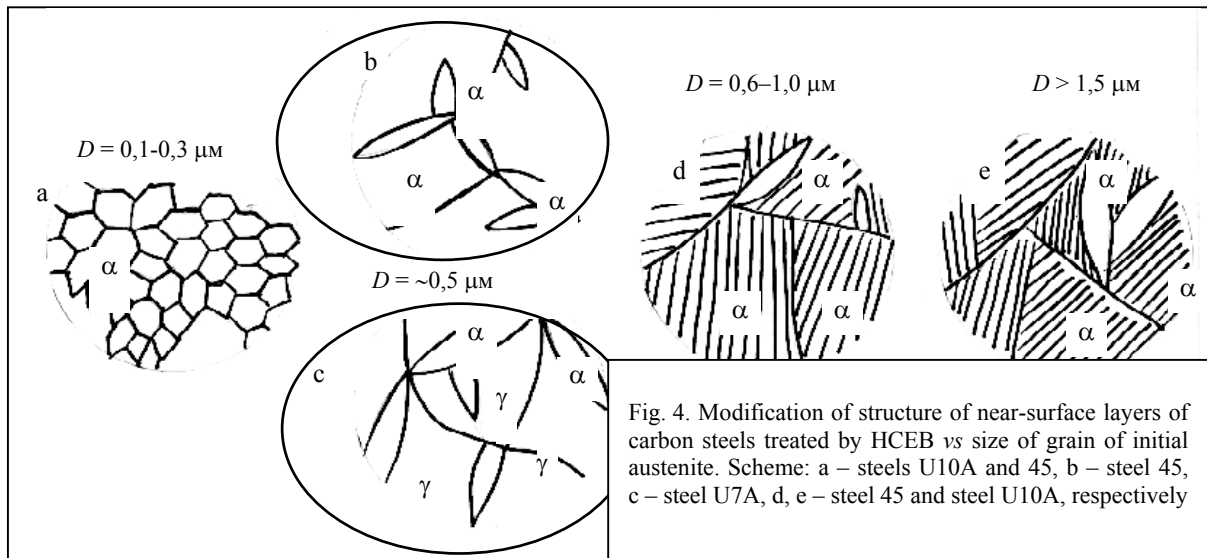 b
α
α
α
D = 0,6–1,0 μм
D > 1,5 μм
D = 0,1-0,3 μм
a
α
d
α
α
α
e
α
α
α
D = ~0,5 μм
c
α
α
γ
γ
γ
Fig. 4. Modification of structure of near-surface layers of
carbon steels treated by HCEB vs size of grain of initial
austenite. Scheme: a – steels U10A and 45, b – steel 45,
c – steel U7A, d, e – steel 45 and steel U10A, respectively